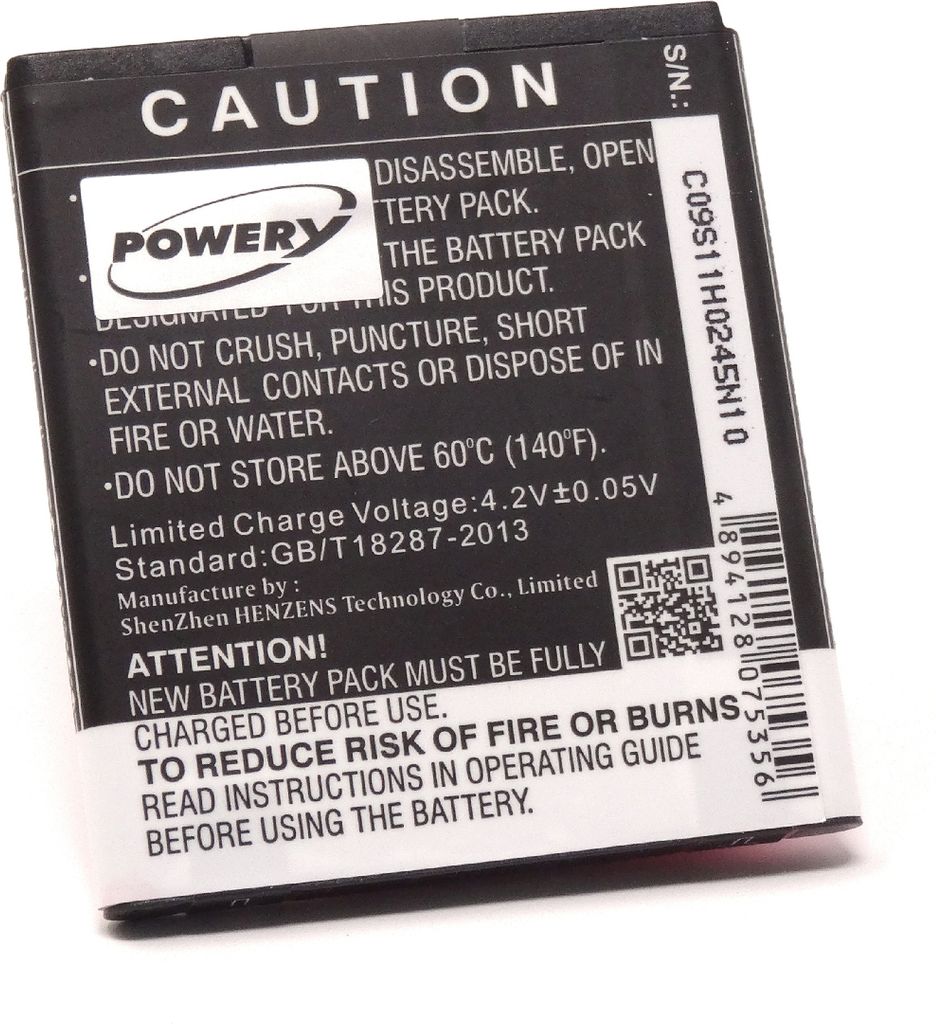 CAUTION
S/N.:
DISASSEMBLE, OPEN
POWERY
TTERY PACK.
THE BATTERY PACK
DESIGNATED FOR THIS PRODUCT.
•DO NOT CRUSH, PUNCTURE, SHORT
EXTERNAL CONTACTS OR DISPOSE OF IN
FIRE OR WATER.
•DO NOT STORE ABOVE 60°C (140°F).
Limited Charge Voltage:4.2V±0.05V
Standard:GB/T18287-2013
Manufacture by :
ShenZhen HENZENS Technology Co., Limited
ATTENTION!
NEW BATTERY PACK MUST BE FULLY
CHARGED BEFORE USE.
TO REDUCE RISK OF FIRE OR BURNS,
READ INSTRUCTIONS IN OPERATING GUIDE
BEFORE USING THE BATTERY.
C09S11H0245N10
4 894128 075356